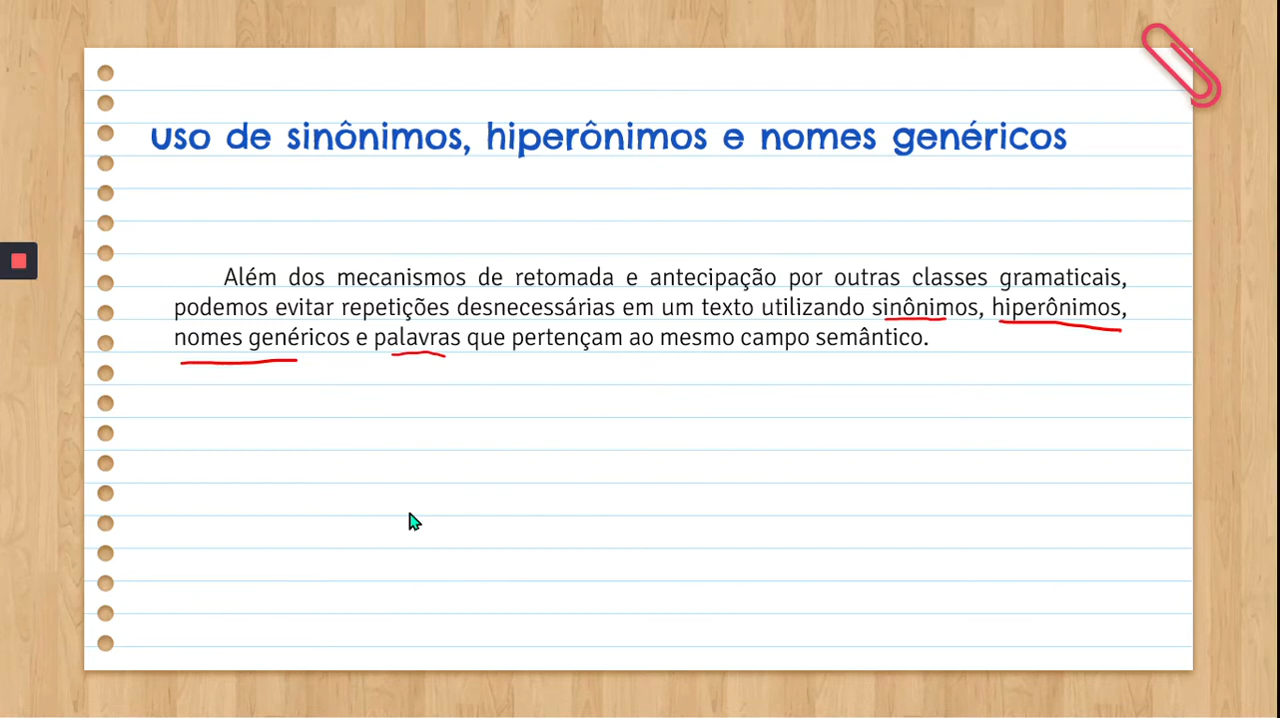 uso de sinônimos, hiperônimos e nomes genéricos
Além dos mecanismos de retomada e antecipação por outras classes gramaticais,
podemos evitar repetições desnecessárias em um texto utilizando sinônimos, hiperônimos,
nomes genéricos e palavras que pertençam ao mesmo campo semântico.